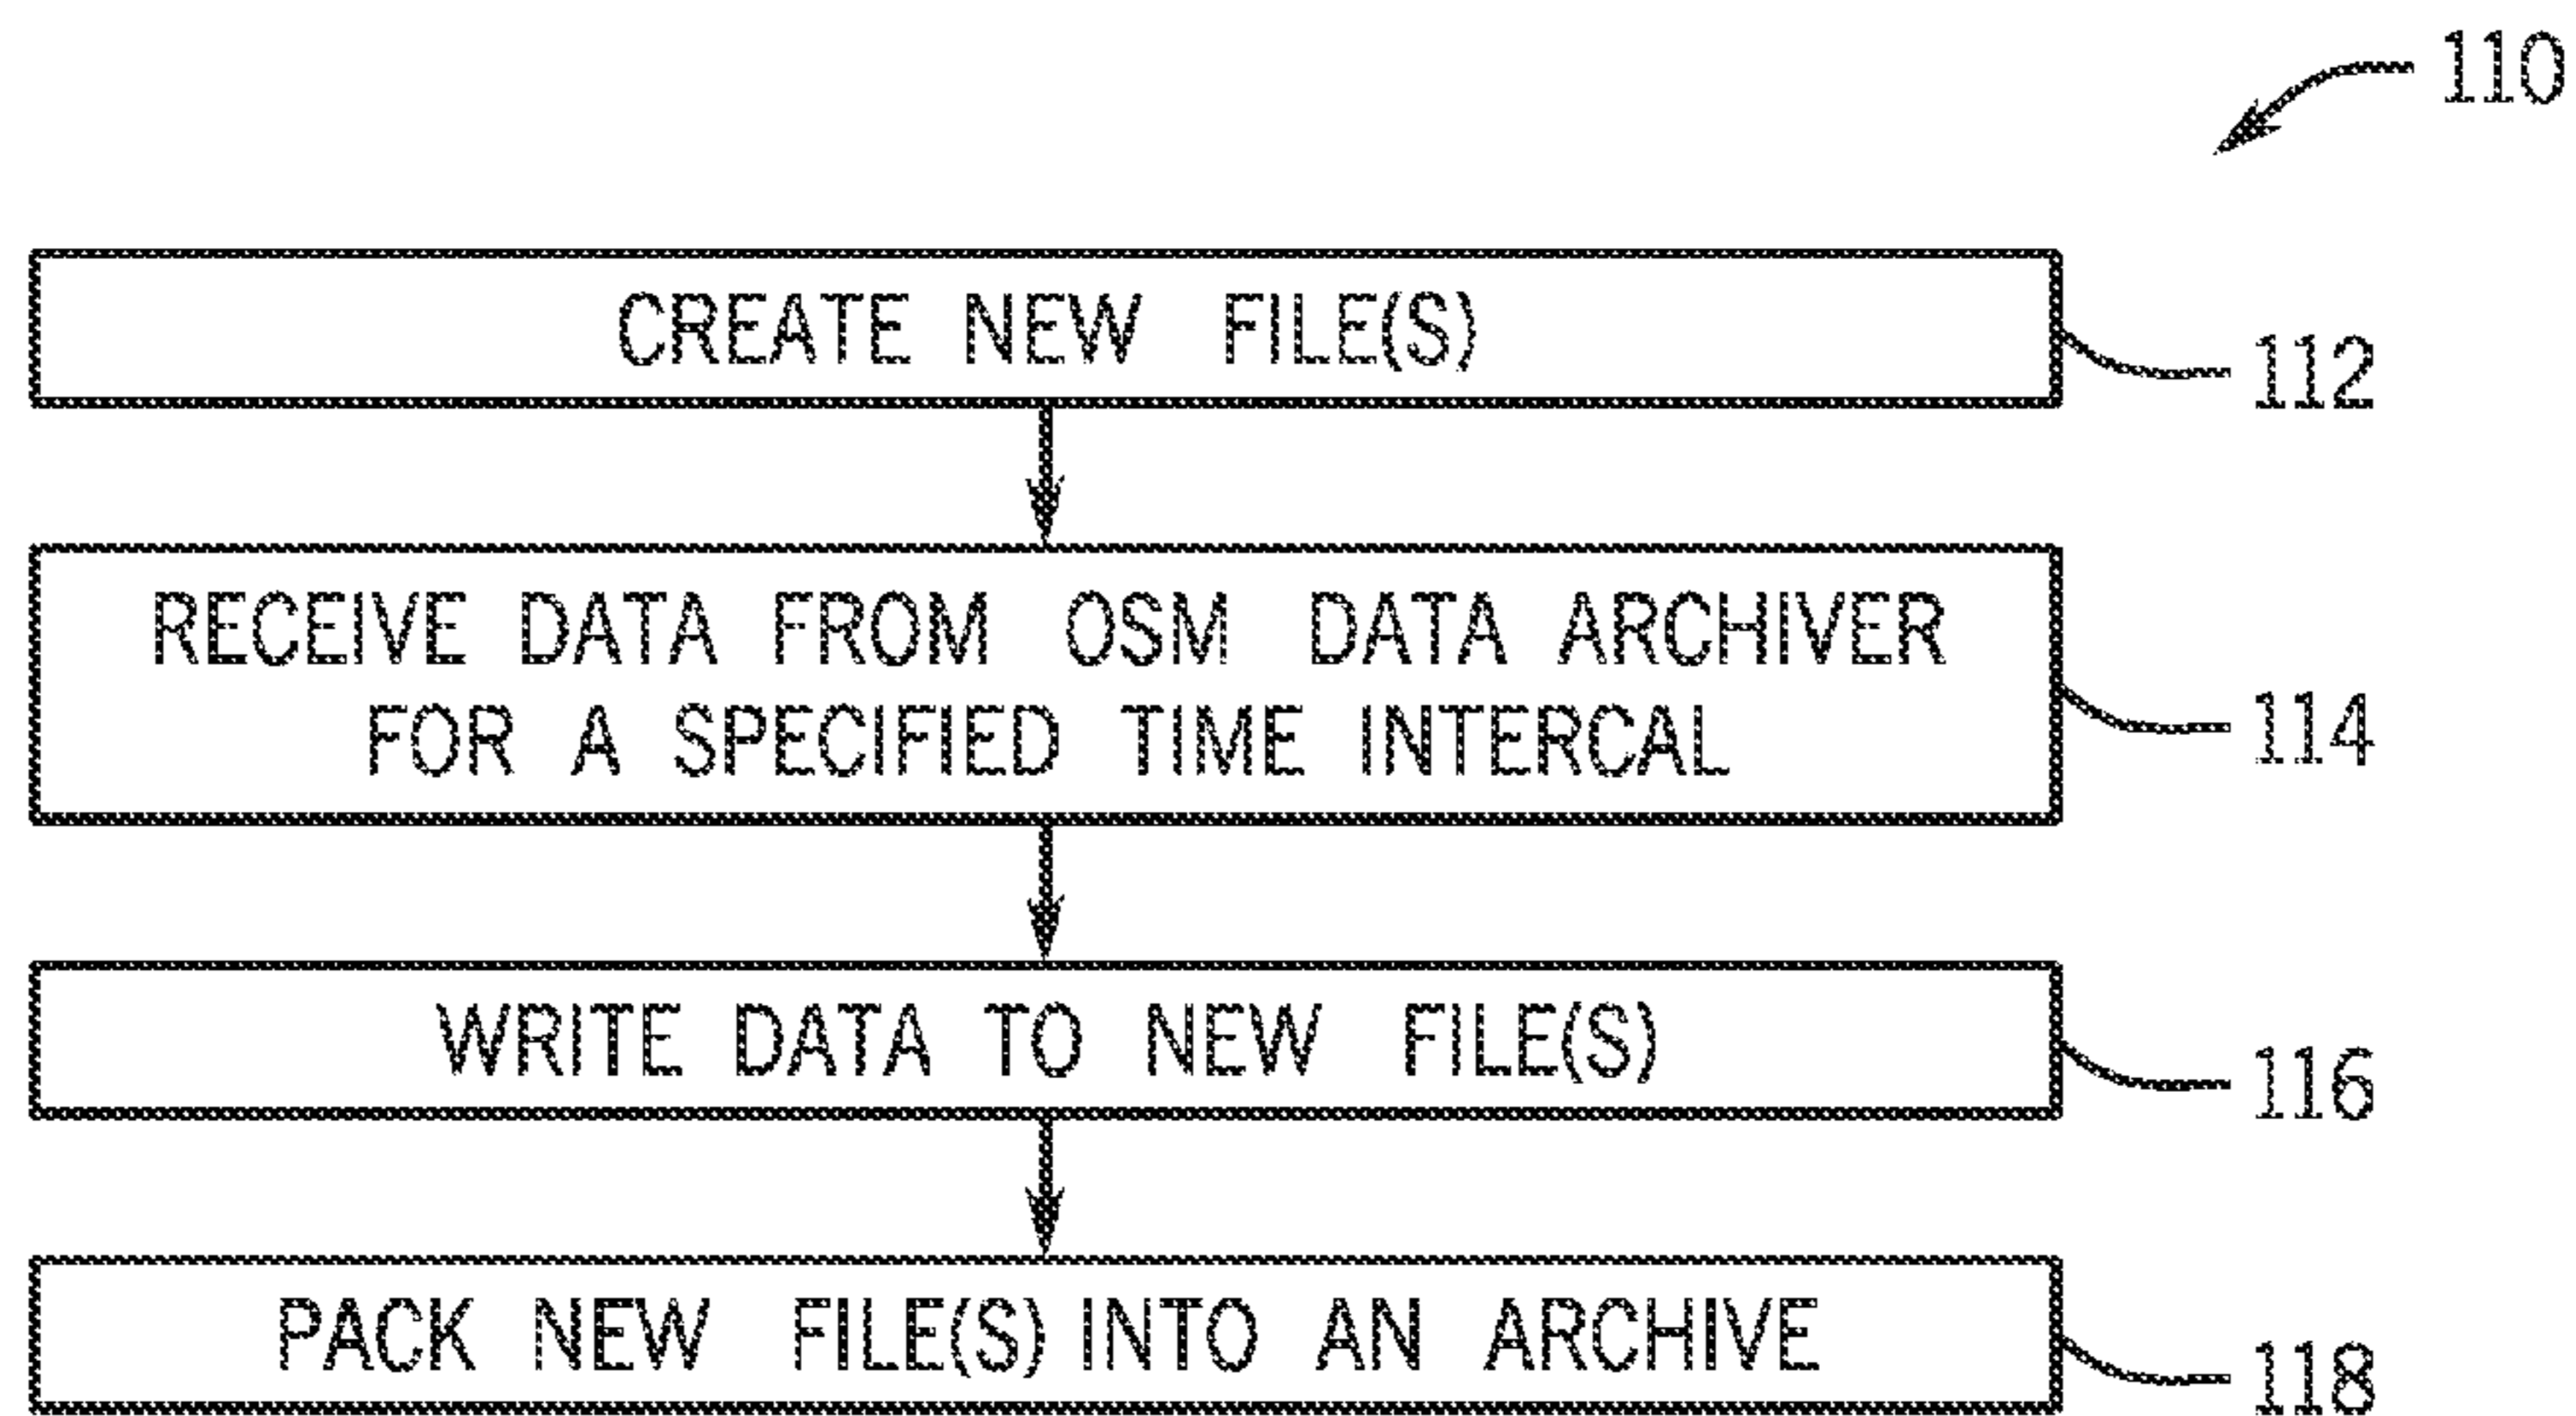 110
CREATE NEW FILE(S)
112
RECEIVE DATA FROM OSM DATA ARCHIVER
FOR A SPECIFIED TIME INTERCAL
114
WRITE DATA TO NEW FILE(S)
116
PACK NEW FILE(S) INTO AN ARCHIVE
118